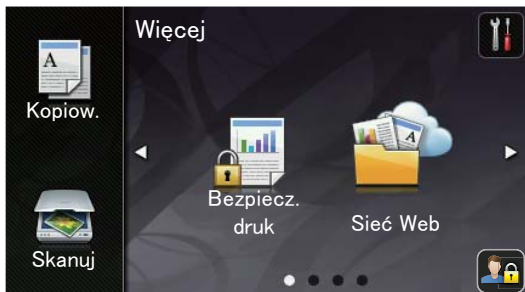 Więcej
Kopiow.
Skanuj
Bezpiecz.
druk
Sieć Web